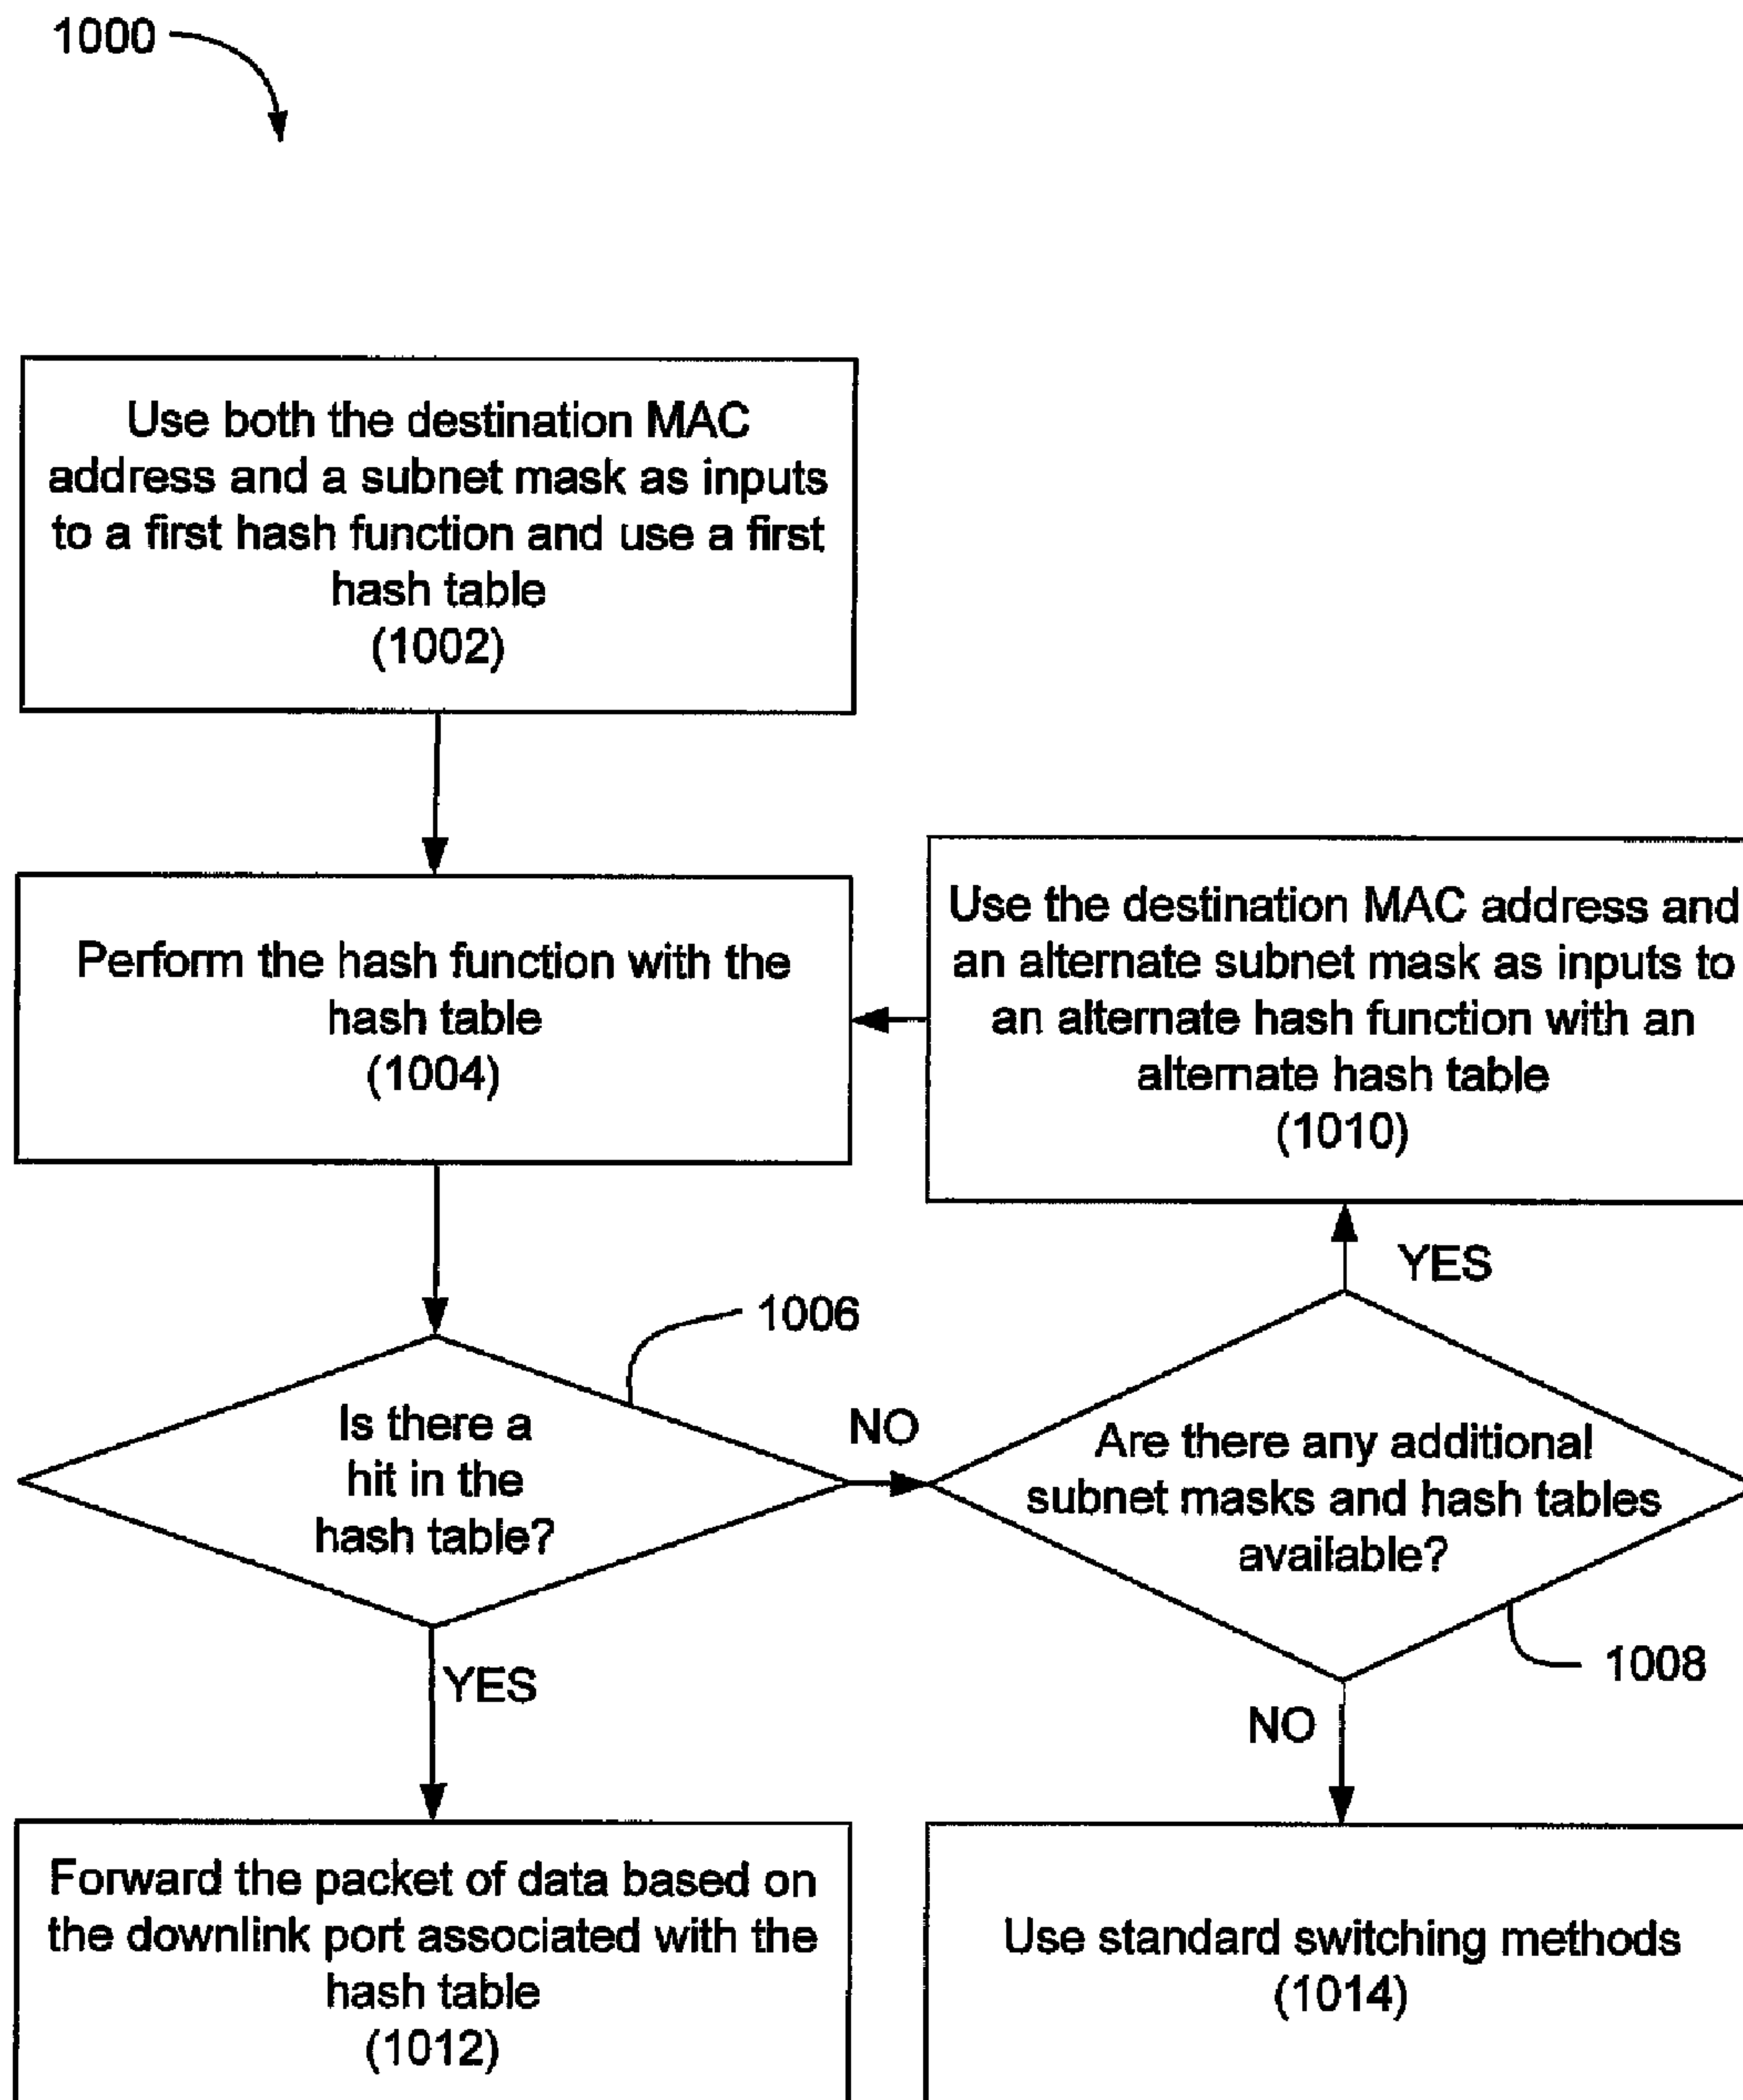 1000
Use both the destination MAC
address and a subnet mask as inputs
to a first hash function and use a first
hash table
(1002)
Perform the hash function with the
hash table
(1004)
Use the destination MAC address and
an alternate subnet mask as inputs to
an alternate hash function with an
alternate hash table
(1010)
YES
1006
Is there a
hit in the
hash table?
NO
Are there any additional
subnet masks and hash tables
available?
1008
YES
NO
Forward the packet of data based on
the downlink port associated with the
hash table
(1012)
Use standard switching methods
(1014)